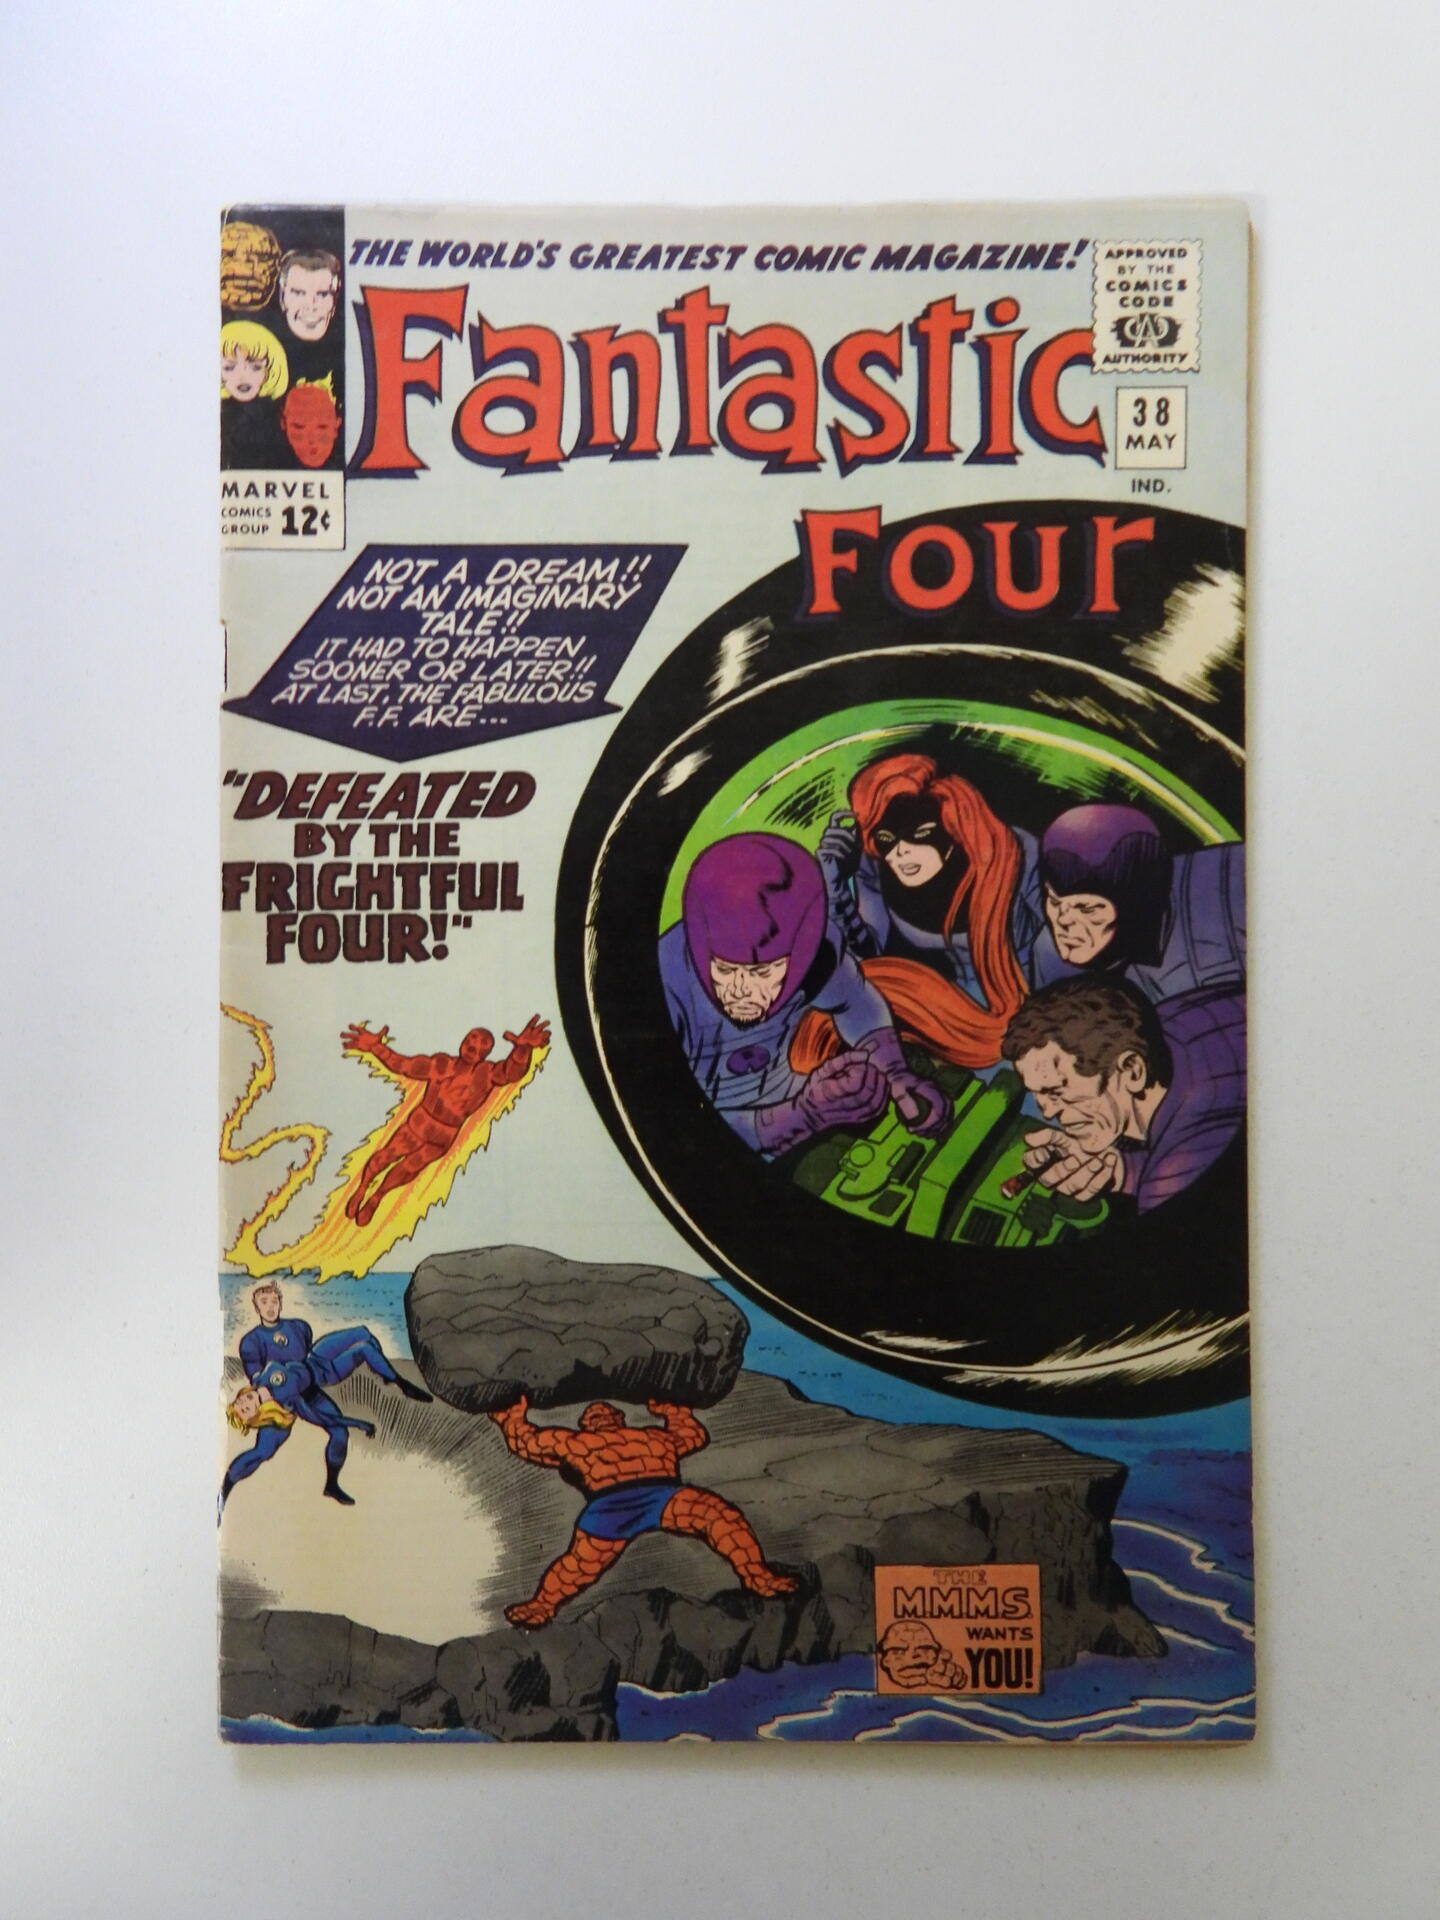 THE WORLD'S GREATEST COMIC MAGAZINE!
APPROVED
BY THE
COMICS
CODE
CA
AUTHORITY
Fantastic
Four
38
MAY
IND.
MARVEL
COMICS
GROUP
12¢
NOT A DREAM!!
NOT AN IMAGINARY
TALE!!
IT HAD TO HAPPEN
SOONER OR LATER!!
AT LAST, THE FABULOUS
F.F. ARE...
"DEFEATED
BY THE
FRIGHTFUL
FOUR!"
THE
M.M.M.S.
WANTS
YOU!